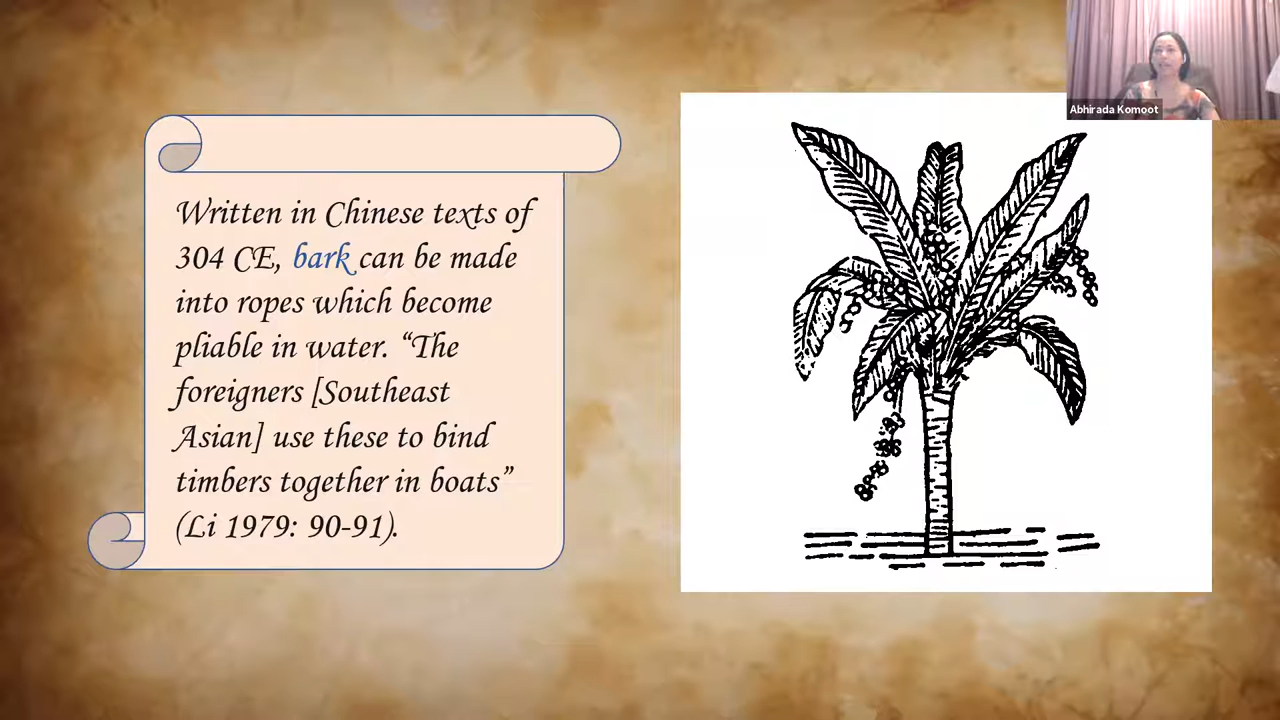 Abhirada Komoot
Written in Chinese texts of
304 CE, bark can be made
into ropes which become
pliable in water. “The
foreigners [Southeast
Asian] use these to bind
timbers together in boats”
(Li 1979: 90-91).